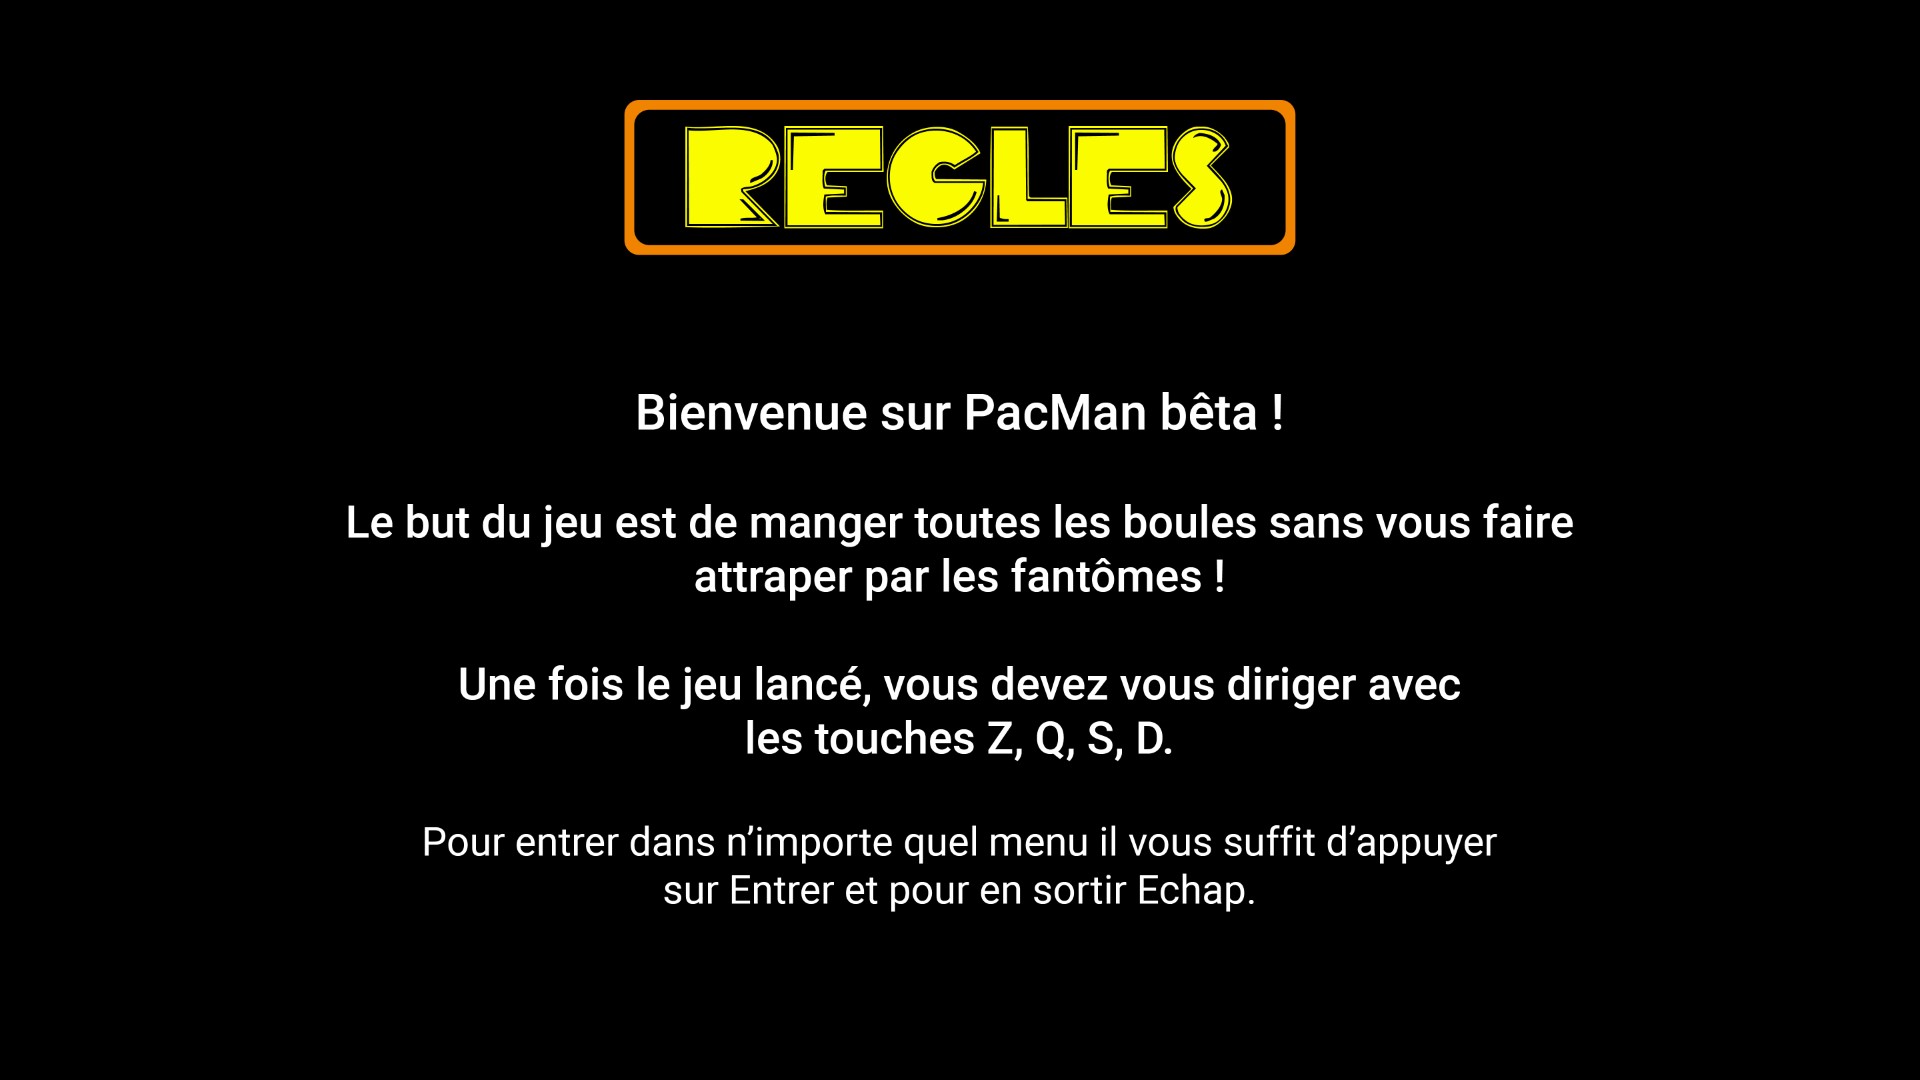 REGLES
Bienvenue sur PacMan bêta !
Le but du jeu est de manger toutes les boules sans vous faire
attraper par les fantômes !
Une fois le jeu lancé, vous devez vous diriger avec
les touches Z, Q, S, D.
Pour entrer dans n’importe quel menu il vous suffit d’appuyer
sur Entrer et pour en sortir Echap.